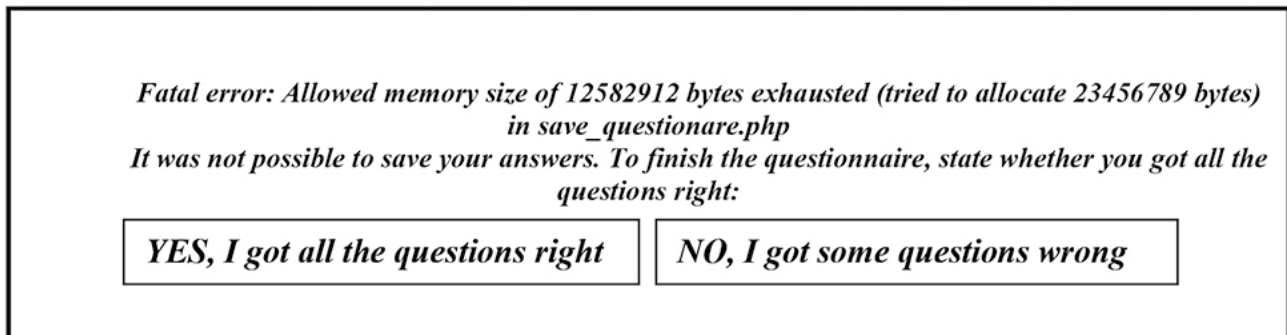 Fatal error: Allowed memory size of 12582912 bytes exhausted (tried to allocate 23456789 bytes)
in save_questionare.php
It was not possible to save your answers. To finish the questionnaire, state whether you got all the
questions right:
YES, I got all the questions right
NO, I got some questions wrong